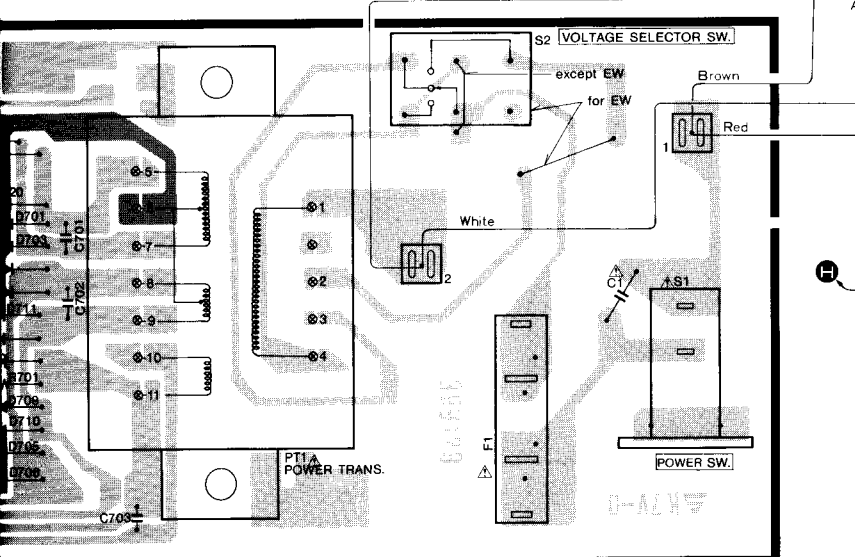 A
S2 VOLTAGE SELECTOR SW.
except EW
for EW
Brown
Red
1
White
2
20
D701
D703
C701
C702
D711
R701
D709
D710
D705
D706
5
6
7
8
9
10
11
1
2
3
4
PT1
POWER TRANS.
C703
F1
C1
S1
POWER SW.
H